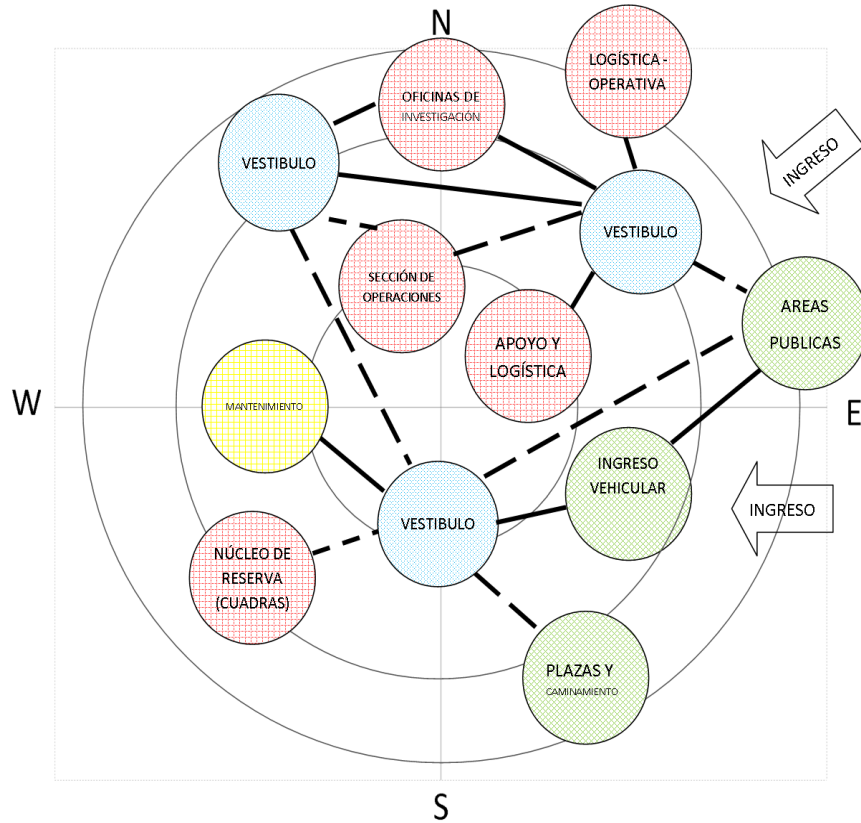 N
LOGÍSTICA -
OPERATIVA
OFICINAS DE
INVESTIGACIÓN
VESTIBULO
INGRESO
VESTIBULO
SECCIÓN DE
OPERACIONES
AREAS
PUBLICAS
APOYO Y
LOGÍSTICA
W
MANTENIMIENTO
E
INGRESO
VEHICULAR
INGRESO
VESTIBULO
NÚCLEO DE
RESERVA
(CUADRAS)
PLAZAS Y
CAMINAMIENTO
S